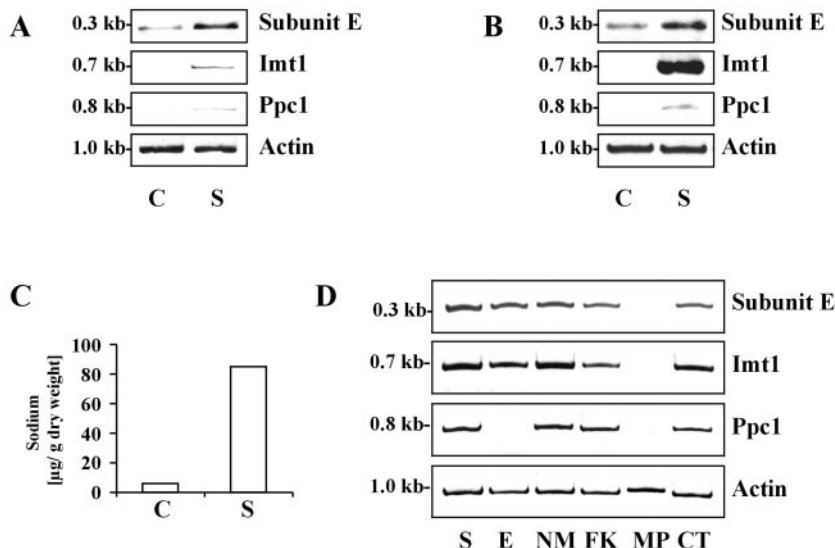 A
0.3 kb- Subunit E
0.7 kb- Imt1
0.8 kb- Ppc1
1.0 kb- Actin
C S
B
0.3 kb- Subunit E
0.7 kb- Imt1
0.8 kb- Ppc1
1.0 kb- Actin
C S
C
Sodium
[µg/ g dry weight]
100
80
60
40
20
0
C S
D
0.3 kb- Subunit E
0.7 kb- Imt1
0.8 kb- Ppc1
1.0 kb- Actin
S E NM FK MP CT